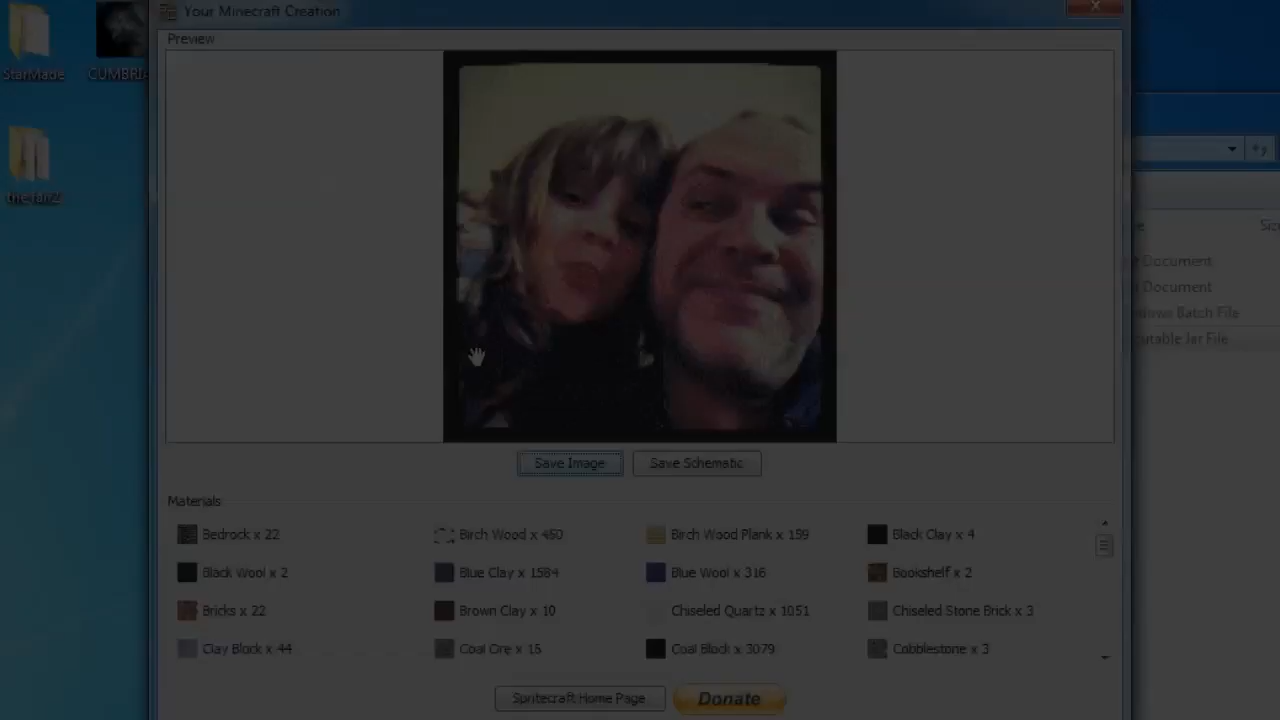 Your Minecraft Creation
StarMade
Preview
Document
Document
Batch File
Jar File
Save Image
Save Schematic
Materials
Bedrock x 22
Birch Wood x 450
Birch Wood Plank x 159
Black Clay x 4
Black Wool x 2
Blue Clay x 1584
Blue Wool x 316
Bookshelf x 2
Bricks x 22
Brown Clay x 10
Chiseled Quartz x 1051
Chiseled Stone Brick x 3
Clay Block x 44
Coal Ore x 15
Coal Block x 3079
Cobblestone x 3
Spritecraft Home Page
Donate